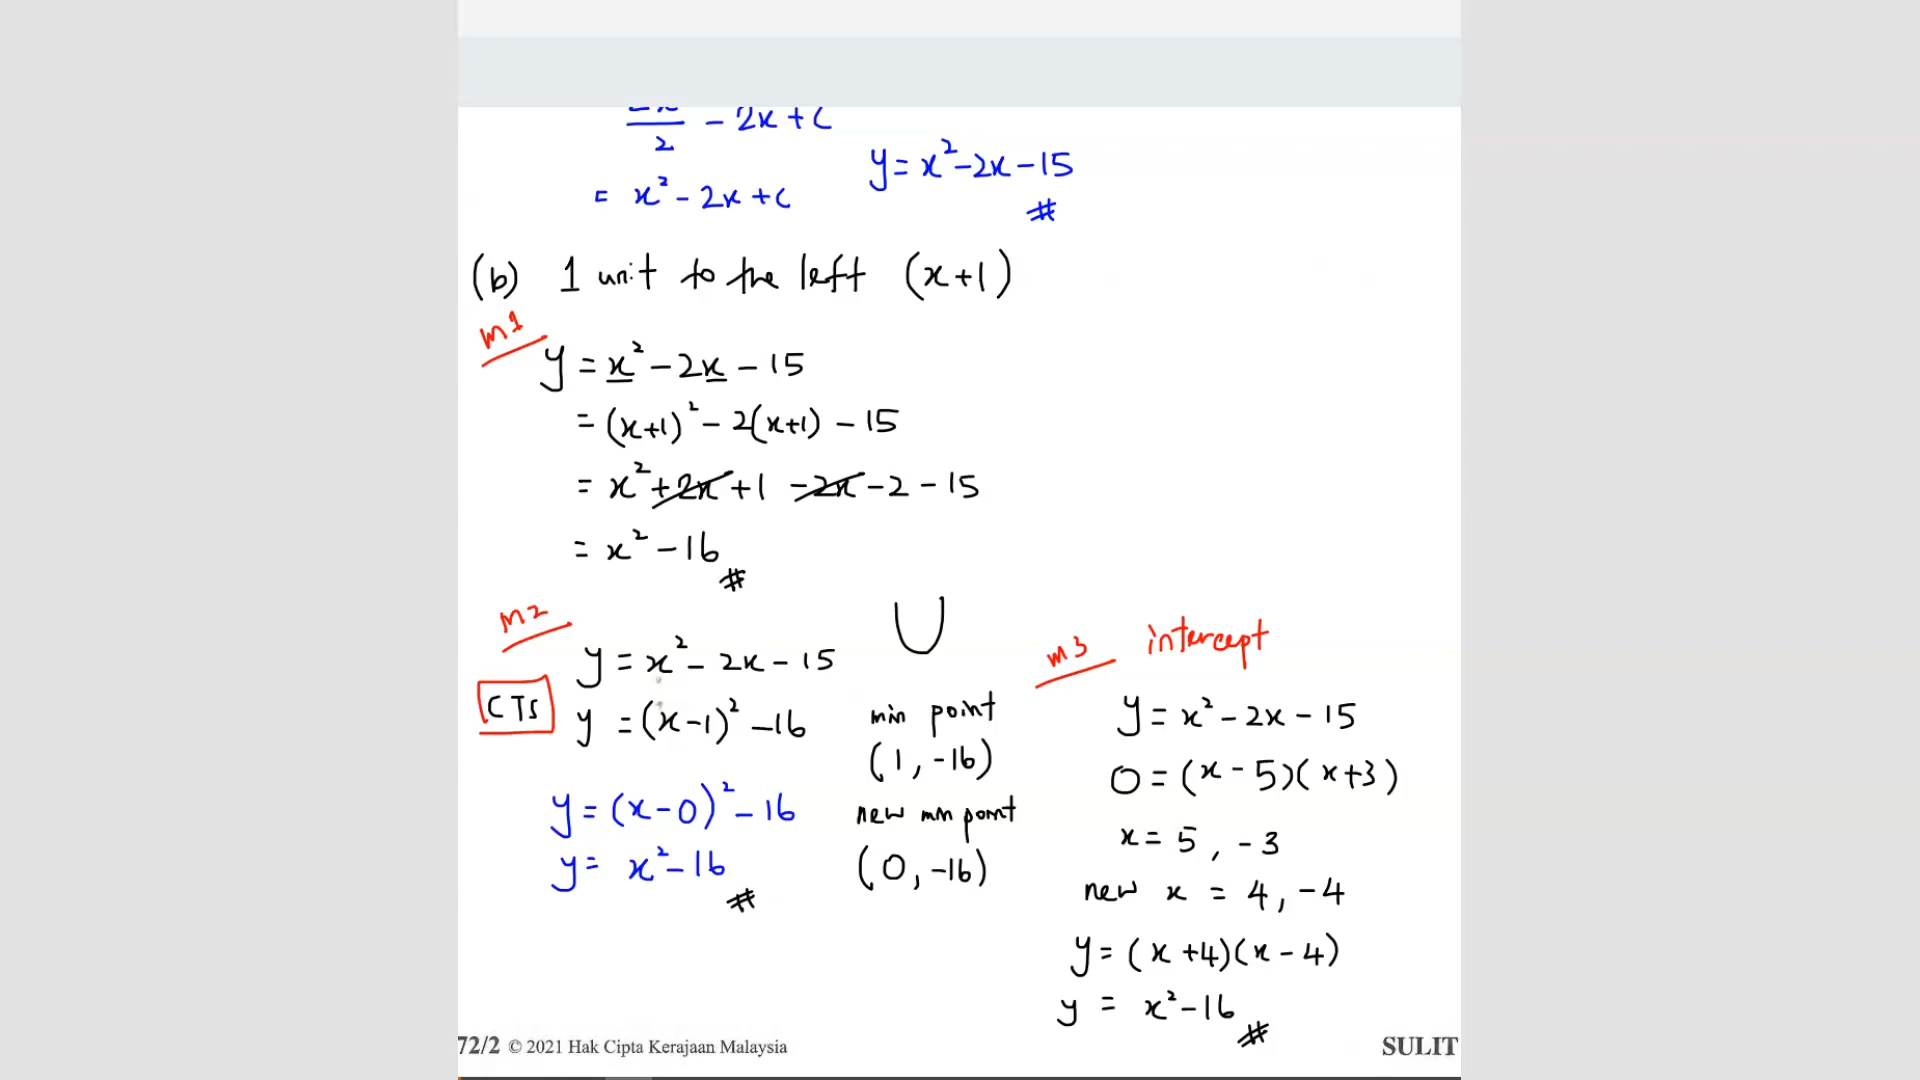 /2 - 2x + c
= x² - 2x + c
y = x² - 2x - 15
#
(b) 1 unit to the left (x+1)
m1
y = x² - 2x - 15
= (x+1)² - 2(x+1) - 15
= x² + 2x + 1 - 2x - 2 - 15
= x² - 16
#
m2
y = x² - 2x - 15
CTS
y = (x-1)² - 16
y = (x-0)² - 16
y = x² - 16
#
min point
(1, -16)
new min point
(0, -16)
m3 intercept
y = x² - 2x - 15
0 = (x - 5)(x + 3)
x = 5, -3
new x = 4, -4
y = (x + 4)(x - 4)
y = x² - 16
#
72/2 © 2021 Hak Cipta Kerajaan Malaysia
SULIT